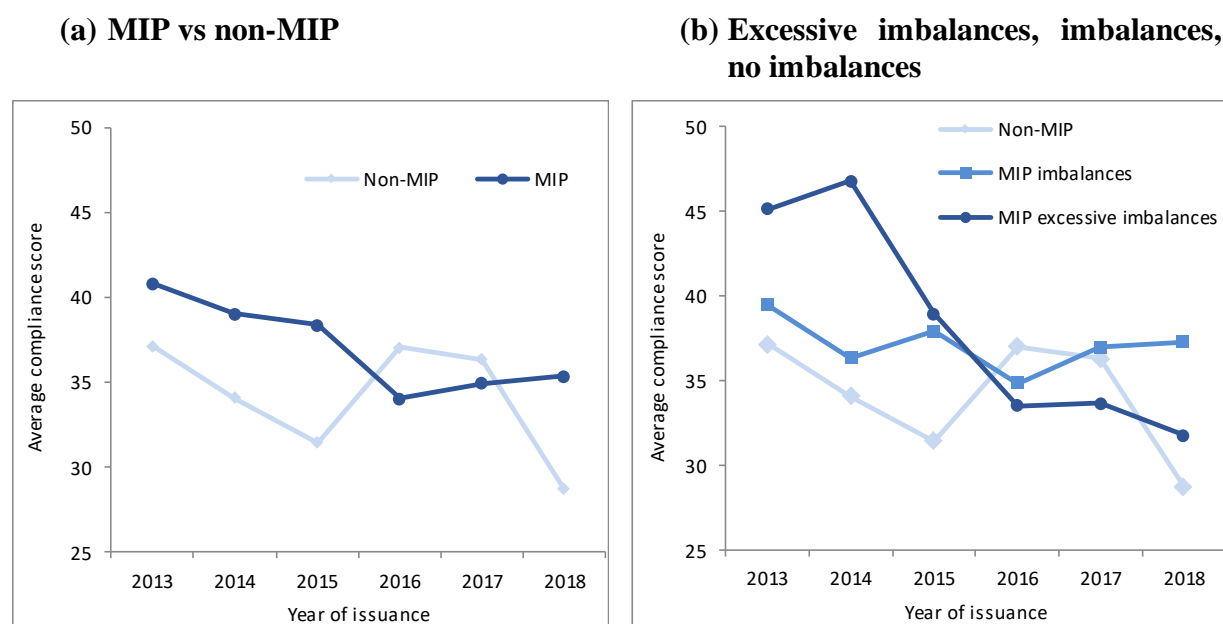 (a) MIP vs non-MIP
50
45
40
35
30
25
Average compliance score
Non-MIP
MIP
2013 2014 2015 2016 2017 2018
Year of issuance
(b) Excessive imbalances, imbalances,
no imbalances
50
45
40
35
30
25
Average compliance score
Non-MIP
MIP imbalances
MIP excessive imbalances
2013 2014 2015 2016 2017 2018
Year of issuance